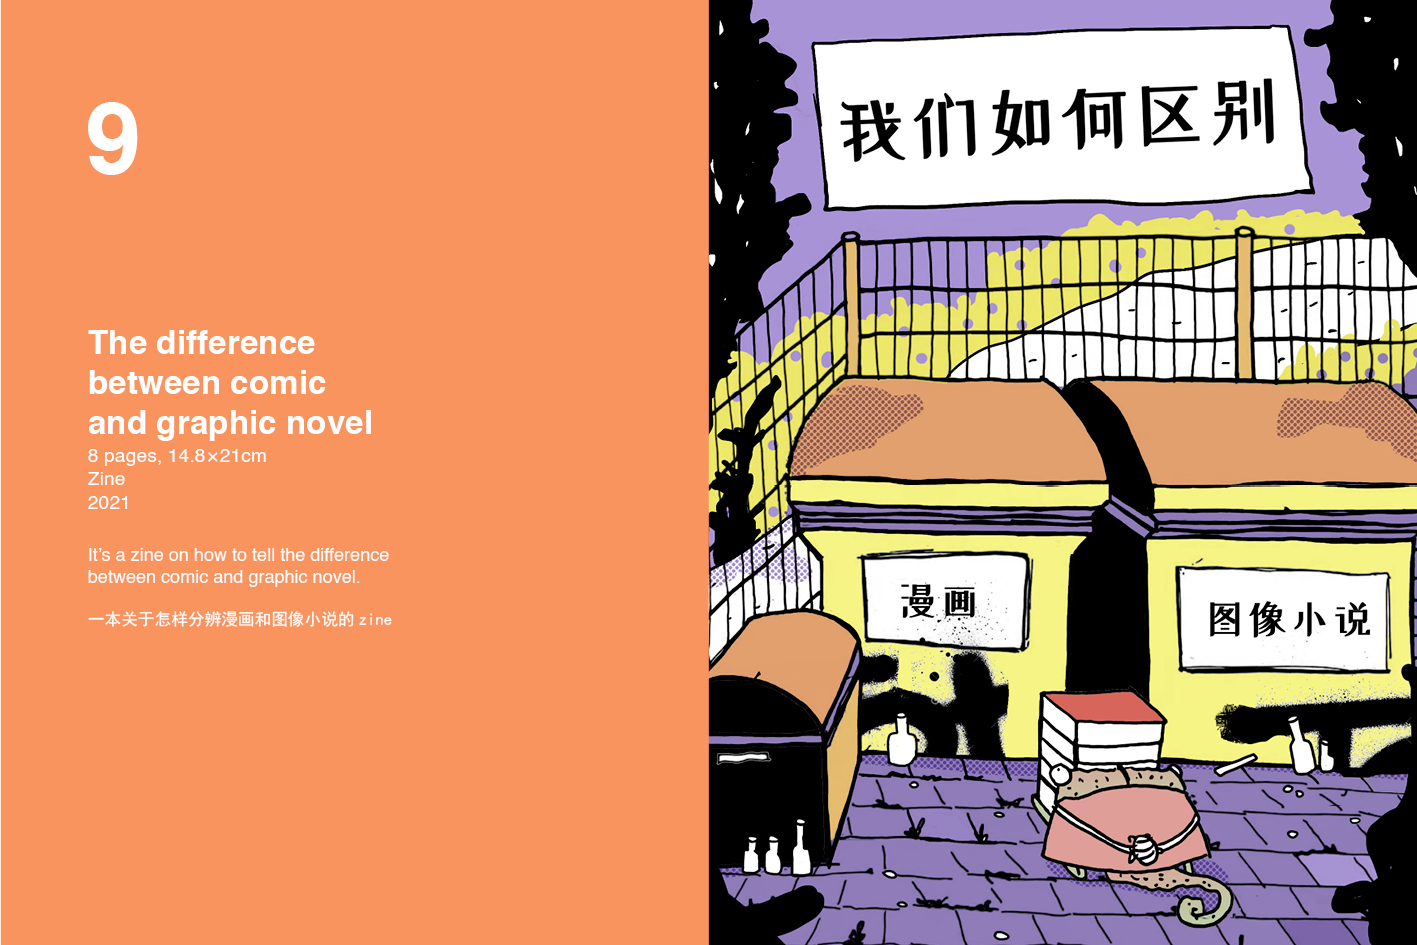 9
The difference
between comic
and graphic novel
8 pages, 14.8×21cm
Zine
2021
It's a zine on how to tell the difference
between comic and graphic novel.
一本关于怎样分辨漫画和图像小说的 zine
我们如何区别
漫画
图像小说